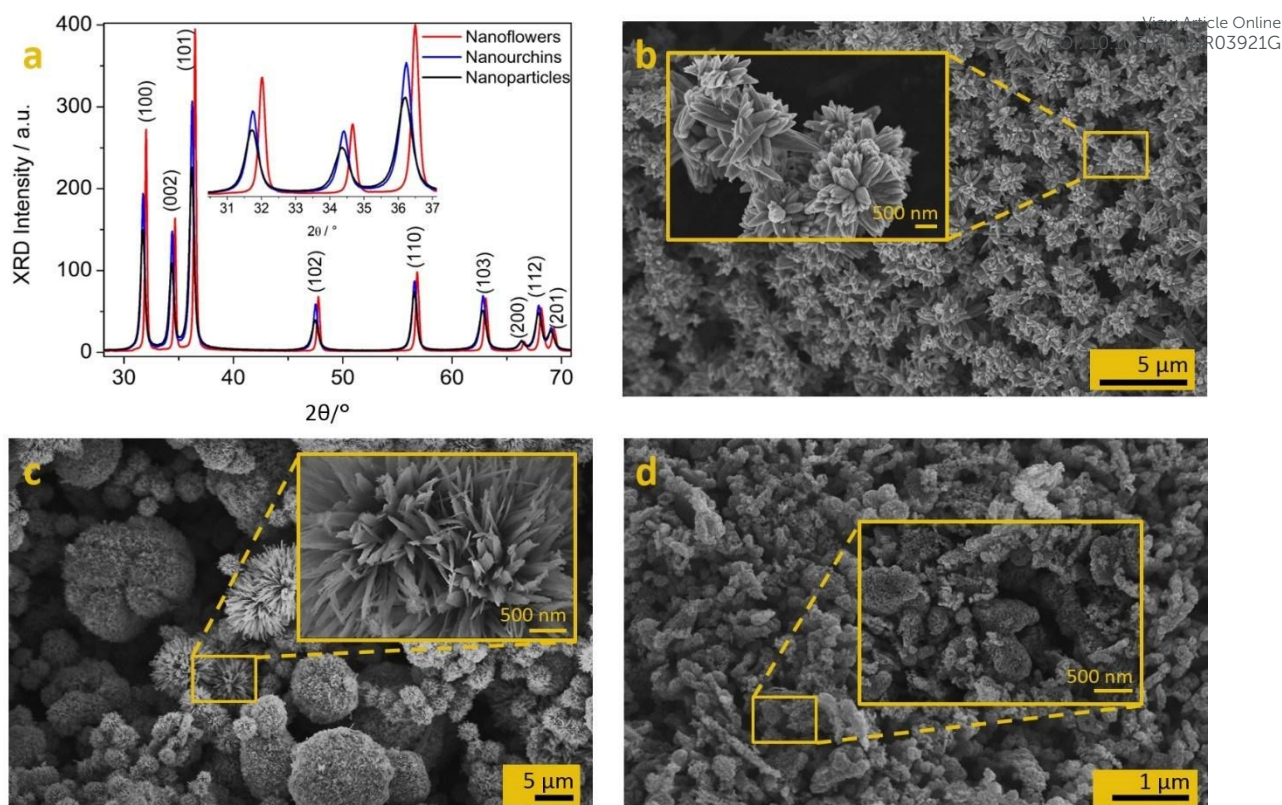 View Article Online
R03921G
a
400
300
200
100
0
XRD Intensity / a.u.
(100)
(002)
(101)
(102)
(110)
(103)
(200)
(112)
(201)
Nanoflowers
Nanourchins
Nanoparticles
31 32 33 34 35 36 37
2θ / °
30 40 50 60 70
2θ/°
b
500 nm
5 µm
c
500 nm
5 µm
d
500 nm
1 µm